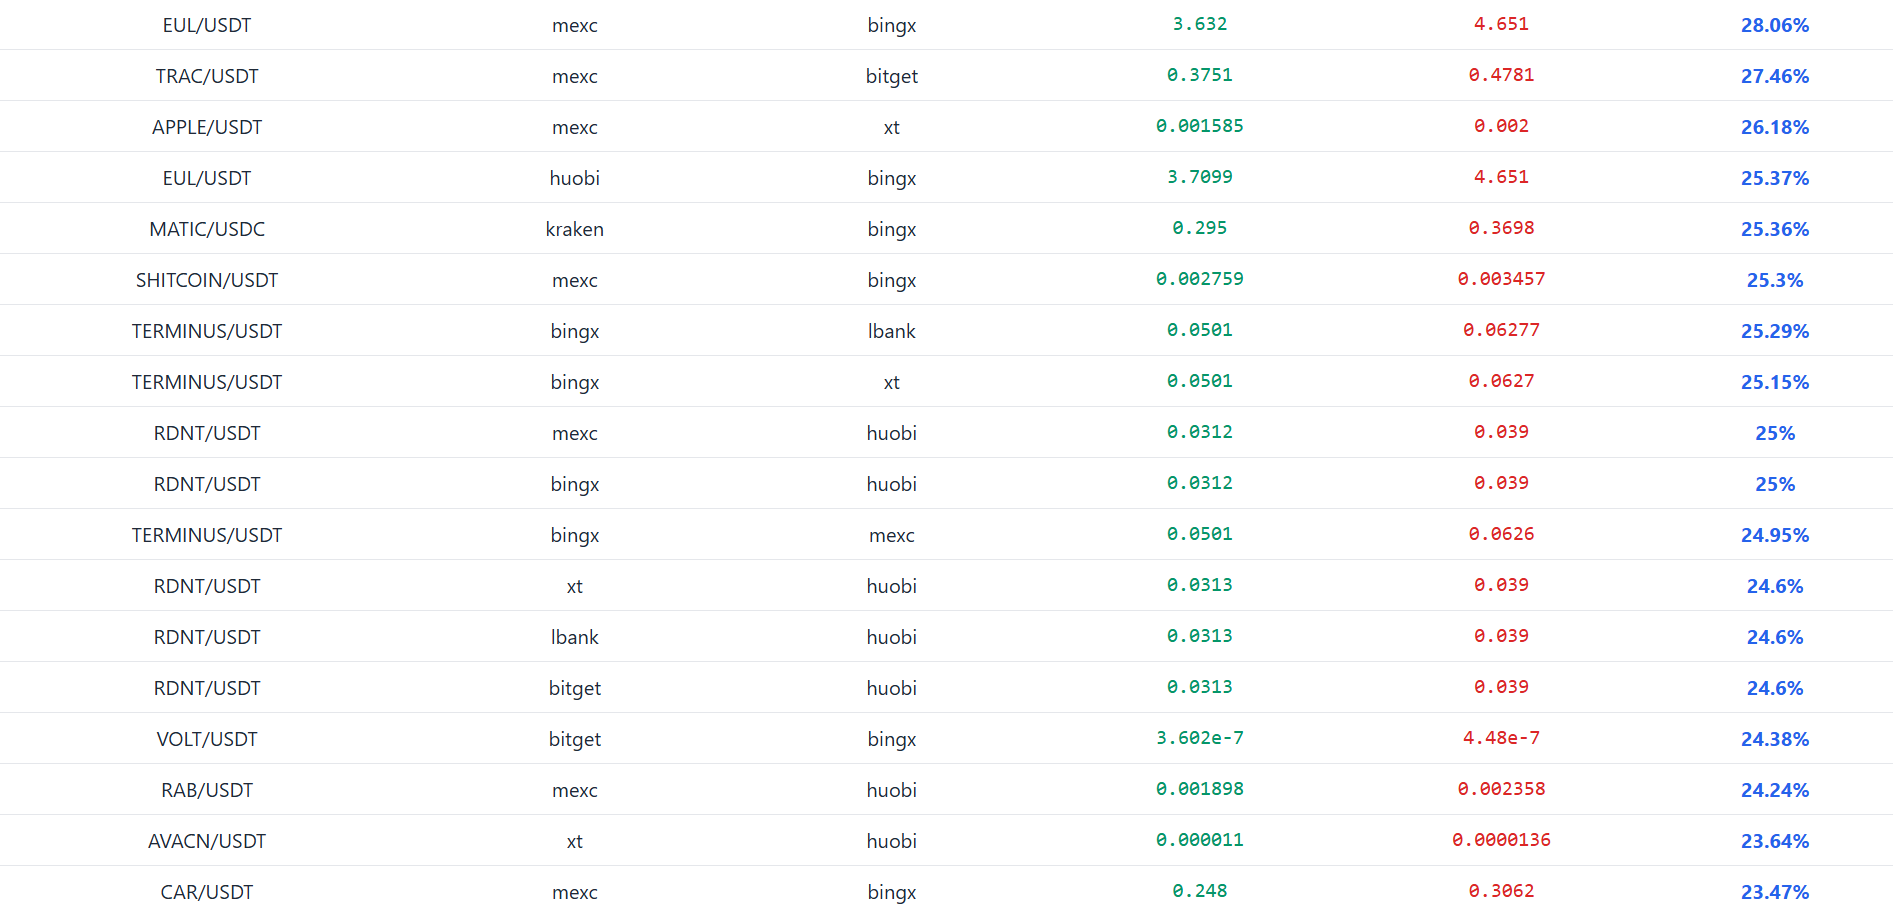 EUL/USDT mexc bingx 3.632 4.651 28.06%
TRAC/USDT mexc bitget 0.3751 0.4781 27.46%
APPLE/USDT mexc xt 0.001585 0.002 26.18%
EUL/USDT huobi bingx 3.7099 4.651 25.37%
MATIC/USDC kraken bingx 0.295 0.3698 25.36%
SHITCOIN/USDT mexc bingx 0.002759 0.003457 25.3%
TERMINUS/USDT bingx lbank 0.0501 0.06277 25.29%
TERMINUS/USDT bingx xt 0.0501 0.0627 25.15%
RDNT/USDT mexc huobi 0.0312 0.039 25%
RDNT/USDT bingx huobi 0.0312 0.039 25%
TERMINUS/USDT bingx mexc 0.0501 0.0626 24.95%
RDNT/USDT xt huobi 0.0313 0.039 24.6%
RDNT/USDT lbank huobi 0.0313 0.039 24.6%
RDNT/USDT bitget huobi 0.0313 0.039 24.6%
VOLT/USDT bitget bingx 3.602e-7 4.48e-7 24.38%
RAB/USDT mexc huobi 0.001898 0.002358 24.24%
AVACN/USDT xt huobi 0.000011 0.0000136 23.64%
CAR/USDT mexc bingx 0.248 0.3062 23.47%